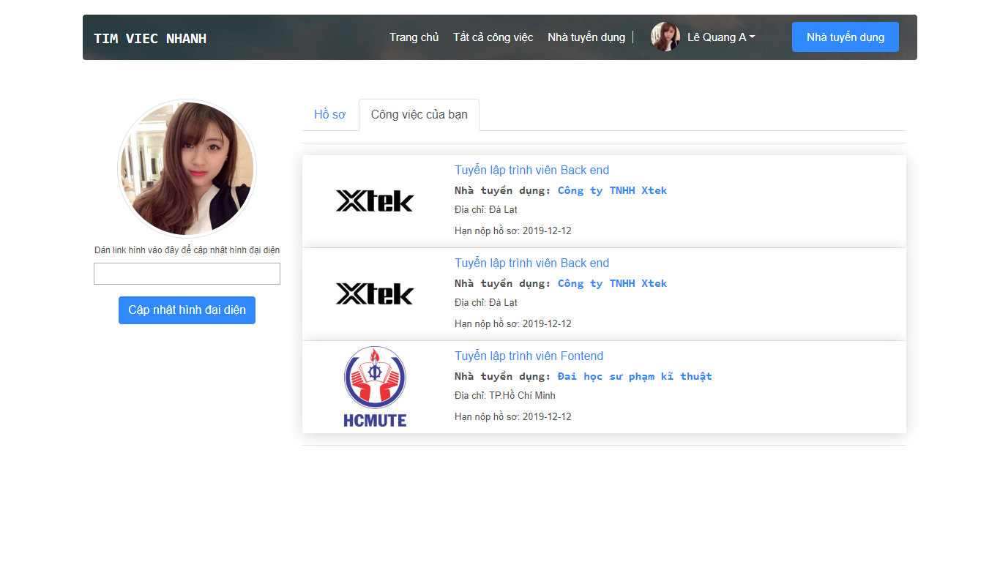 TIM VIEC NHANH
Trang chủ
Tất cả công việc
Nhà tuyển dụng
Lê Quang A
Nhà tuyển dụng
Dán link hình vào đây để cập nhật hình đại diện
Cập nhật hình đại diện
Hồ sơ
Công việc của bạn
Xtek
Tuyển lập trình viên Back end
Nhà tuyển dụng: Công ty TNHH Xtek
Địa chỉ: Đà Lạt
Hạn nộp hồ sơ: 2019-12-12
Xtek
Tuyển lập trình viên Back end
Nhà tuyển dụng: Công ty TNHH Xtek
Địa chỉ: Đà Lạt
Hạn nộp hồ sơ: 2019-12-12
HCMUTE
Tuyển lập trình viên Fontend
Nhà tuyển dụng: Đai học sư phạm kĩ thuật
Địa chỉ: TP.Hồ Chí Minh
Hạn nộp hồ sơ: 2019-12-12